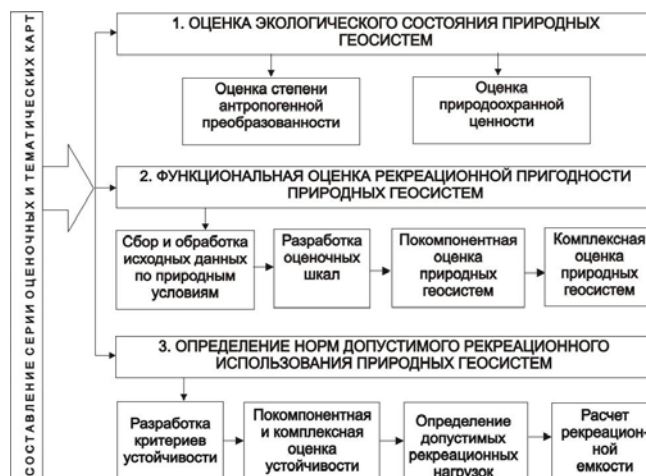 СОСТАВЛЕНИЕ СЕРИИ ОЦЕНОЧНЫХ И ТЕМАТИЧЕСКИХ КАРТ
1. ОЦЕНКА ЭКОЛОГИЧЕСКОГО СОСТОЯНИЯ ПРИРОДНЫХ
ГЕОСИСТЕМ
Оценка степени
антропогенной
преобразованности
Оценка
природоохранной
ценности
2. ФУНКЦИОНАЛЬНАЯ ОЦЕНКА РЕКРЕАЦИОННОЙ ПРИГОДНОСТИ
ПРИРОДНЫХ ГЕОСИСТЕМ
Сбор и обработка
исходных данных
по природным
условиям
Разработка
оценочных
шкал
Покомпонентная
оценка
природных
геосистем
Комплексная
оценка
природных
геосистем
3. ОПРЕДЕЛЕНИЕ НОРМ ДОПУСТИМОГО РЕКРЕАЦИОННОГО
ИСПОЛЬЗОВАНИЯ ПРИРОДНЫХ ГЕОСИСТЕМ
Разработка
критериев
устойчивости
Покомпонентная
и комплексная
оценка
устойчивости
Определение
допустимых
рекреационных
нагрузок
Расчет
рекреацион-
ной
емкости